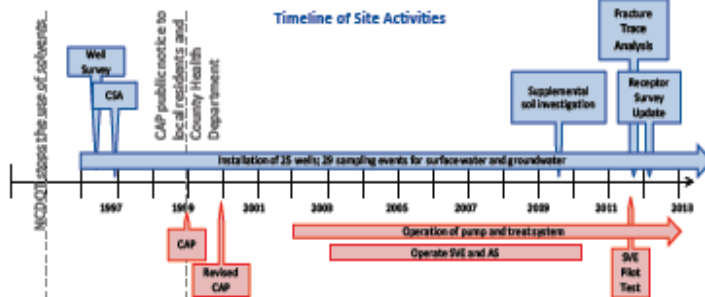 Timeline of Site Activities
NCDOT stops the use of solvents
Well
Survey
CSA
CAP public notice to
local residents and
County Health
Department
Supplemental
soil investigation
Fracture
Trace
Analysis
Receptor
Survey
Update
Installation of 25 wells; 29 sampling events for surface water and groundwater
1997
1999
2001
2003
2005
2007
2009
2011
2013
CAP
Revised
CAP
Operation of pump and treat system
Operate SVE and AS
SVE
Pilot
Test